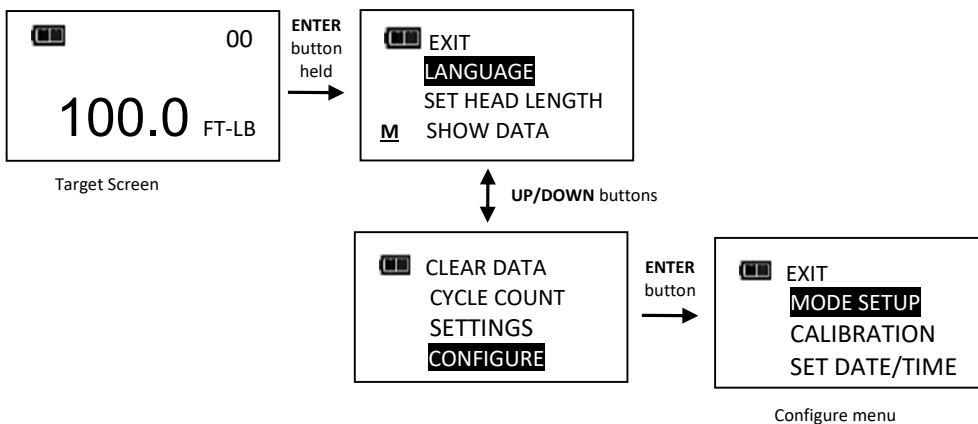 00
100.0 FT-LB
Target Screen
ENTER
button
held
EXIT
LANGUAGE
SET HEAD LENGTH
M SHOW DATA
UP/DOWN buttons
CLEAR DATA
CYCLE COUNT
SETTINGS
CONFIGURE
ENTER
button
EXIT
MODE SETUP
CALIBRATION
SET DATE/TIME
Configure menu